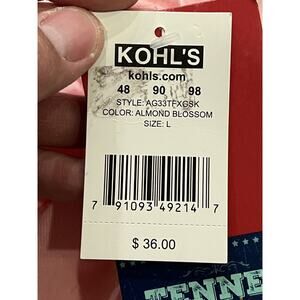 KOHL'S
kohls.com
48 90 98
STYLE: AG33TFXGSK
COLOR: ALMOND BLOSSOM
SIZE: L
7 91093 49214 7
$ 36.00
TENNE